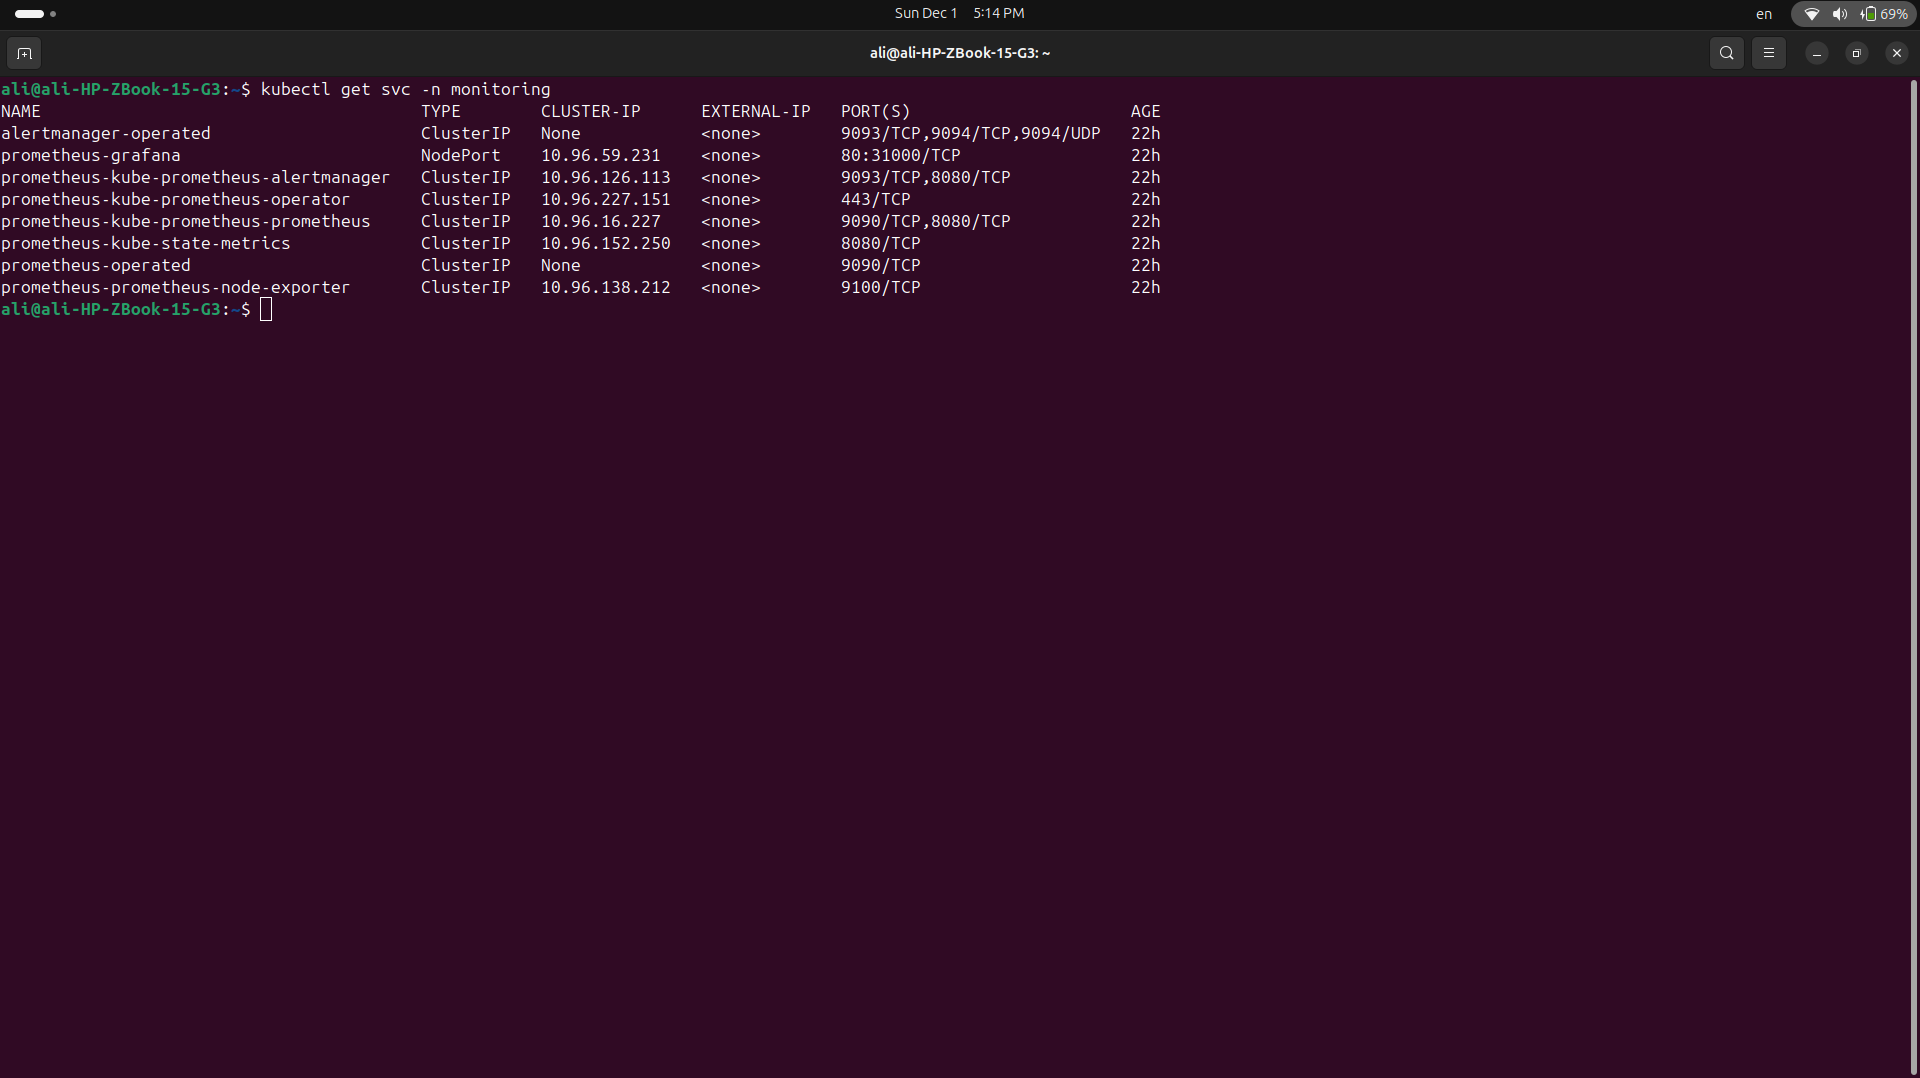 Sun Dec 1 5:14 PM en 69%
ali@ali-HP-ZBook-15-G3: ~
ali@ali-HP-ZBook-15-G3:~$ kubectl get svc -n monitoring
NAME TYPE CLUSTER-IP EXTERNAL-IP PORT(S) AGE
alertmanager-operated ClusterIP None <none> 9093/TCP,9094/TCP,9094/UDP 22h
prometheus-grafana NodePort 10.96.59.231 <none> 80:31000/TCP 22h
prometheus-kube-prometheus-alertmanager ClusterIP 10.96.126.113 <none> 9093/TCP,8080/TCP 22h
prometheus-kube-prometheus-operator ClusterIP 10.96.227.151 <none> 443/TCP 22h
prometheus-kube-prometheus-prometheus ClusterIP 10.96.16.227 <none> 9090/TCP,8080/TCP 22h
prometheus-kube-state-metrics ClusterIP 10.96.152.250 <none> 8080/TCP 22h
prometheus-operated ClusterIP None <none> 9090/TCP 22h
prometheus-prometheus-node-exporter ClusterIP 10.96.138.212 <none> 9100/TCP 22h
ali@ali-HP-ZBook-15-G3:~$